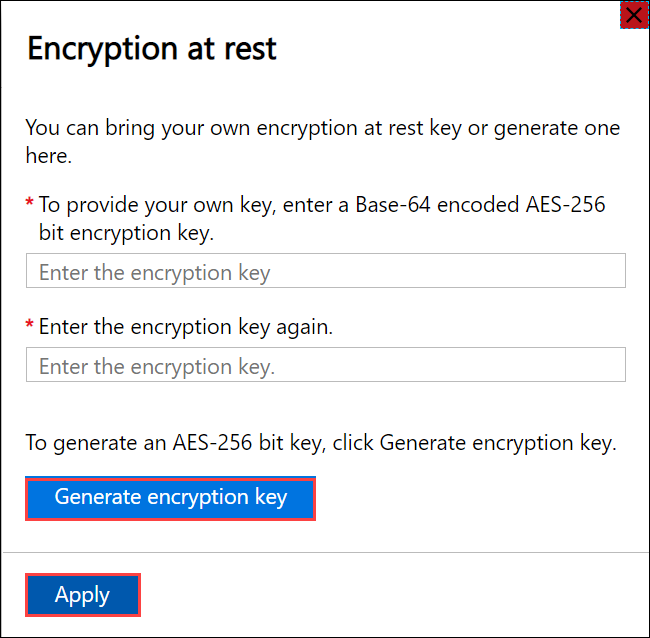 Encryption at rest
You can bring your own encryption at rest key or generate one
here.
* To provide your own key, enter a Base-64 encoded AES-256
bit encryption key.
Enter the encryption key
* Enter the encryption key again.
Enter the encryption key.
To generate an AES-256 bit key, click Generate encryption key.
Generate encryption key
Apply